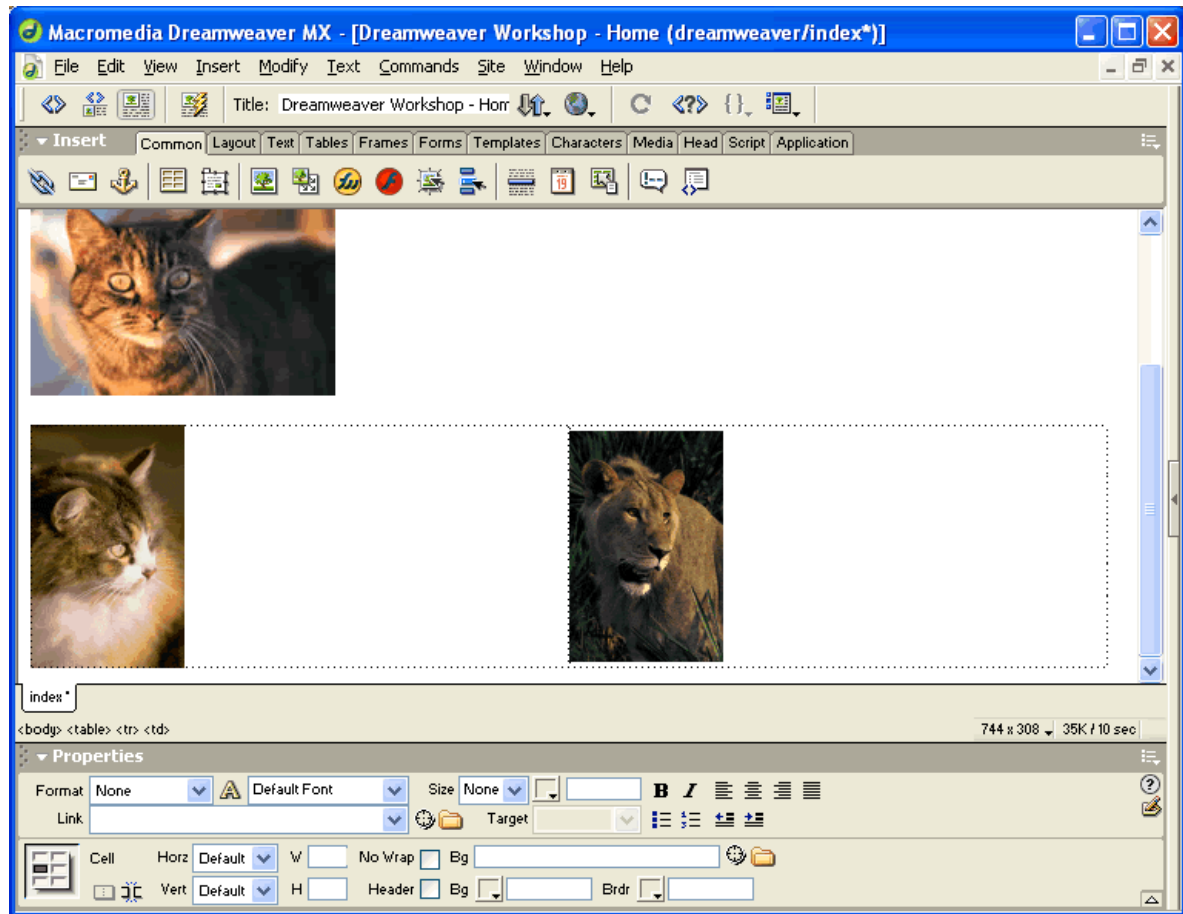 Macromedia Dreamweaver MX - [Dreamweaver Workshop - Home (dreamweaver/index*)]
File Edit View Insert Modify Text Commands Site Window Help
Title: Dreamweaver Workshop - Hom
Insert Common Layout Text Tables Frames Forms Templates Characters Media Head Script Application
19
index*
<body> <table> <tr> <td> 744 x 308 35K / 10 sec
Properties
Format None A Default Font Size None B I
Link Target
Cell Horz Default W No Wrap Bg
Vert Default H Header Bg Brdr